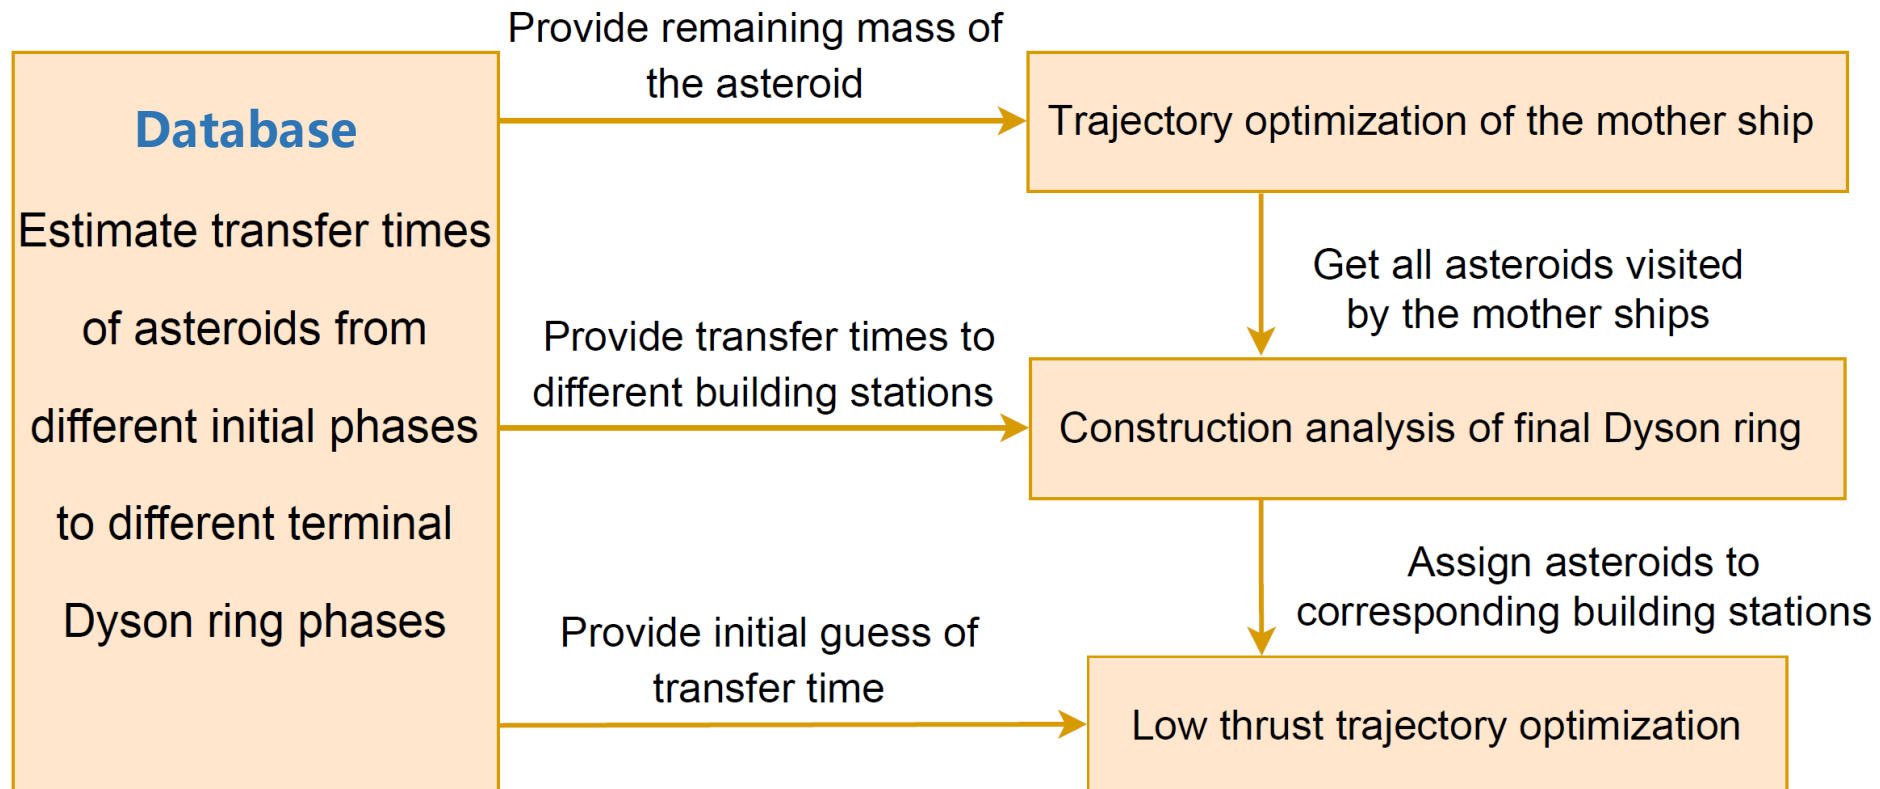 Database
Estimate transfer times
of asteroids from
different initial phases
to different terminal
Dyson ring phases
Provide remaining mass of
the asteroid
Trajectory optimization of the mother ship
Get all asteroids visited
by the mother ships
Provide transfer times to
different building stations
Construction analysis of final Dyson ring
Assign asteroids to
corresponding building stations
Provide initial guess of
transfer time
Low thrust trajectory optimization